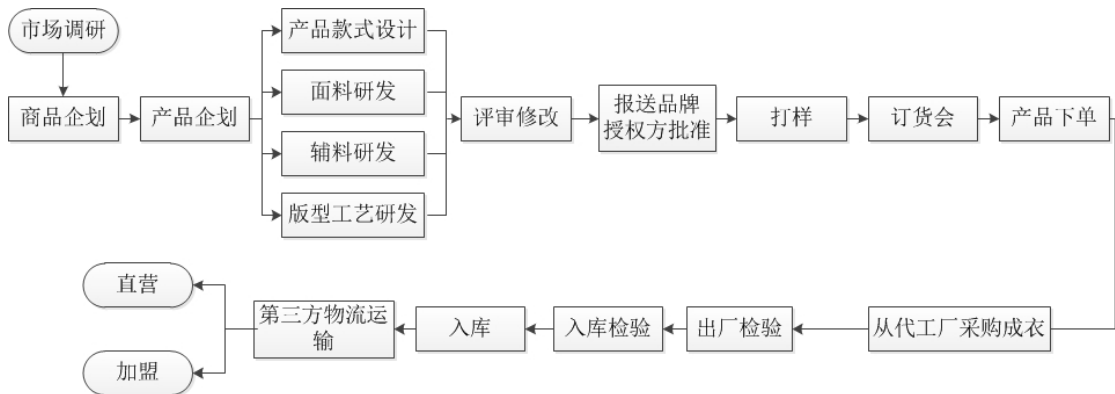 市场调研
商品企划
产品企划
产品款式设计
面料研发
辅料研发
版型工艺研发
评审修改
报送品牌
授权方批准
打样
订货会
产品下单
从代工厂采购成衣
出厂检验
入库检验
入库
第三方物流运
输
直营
加盟